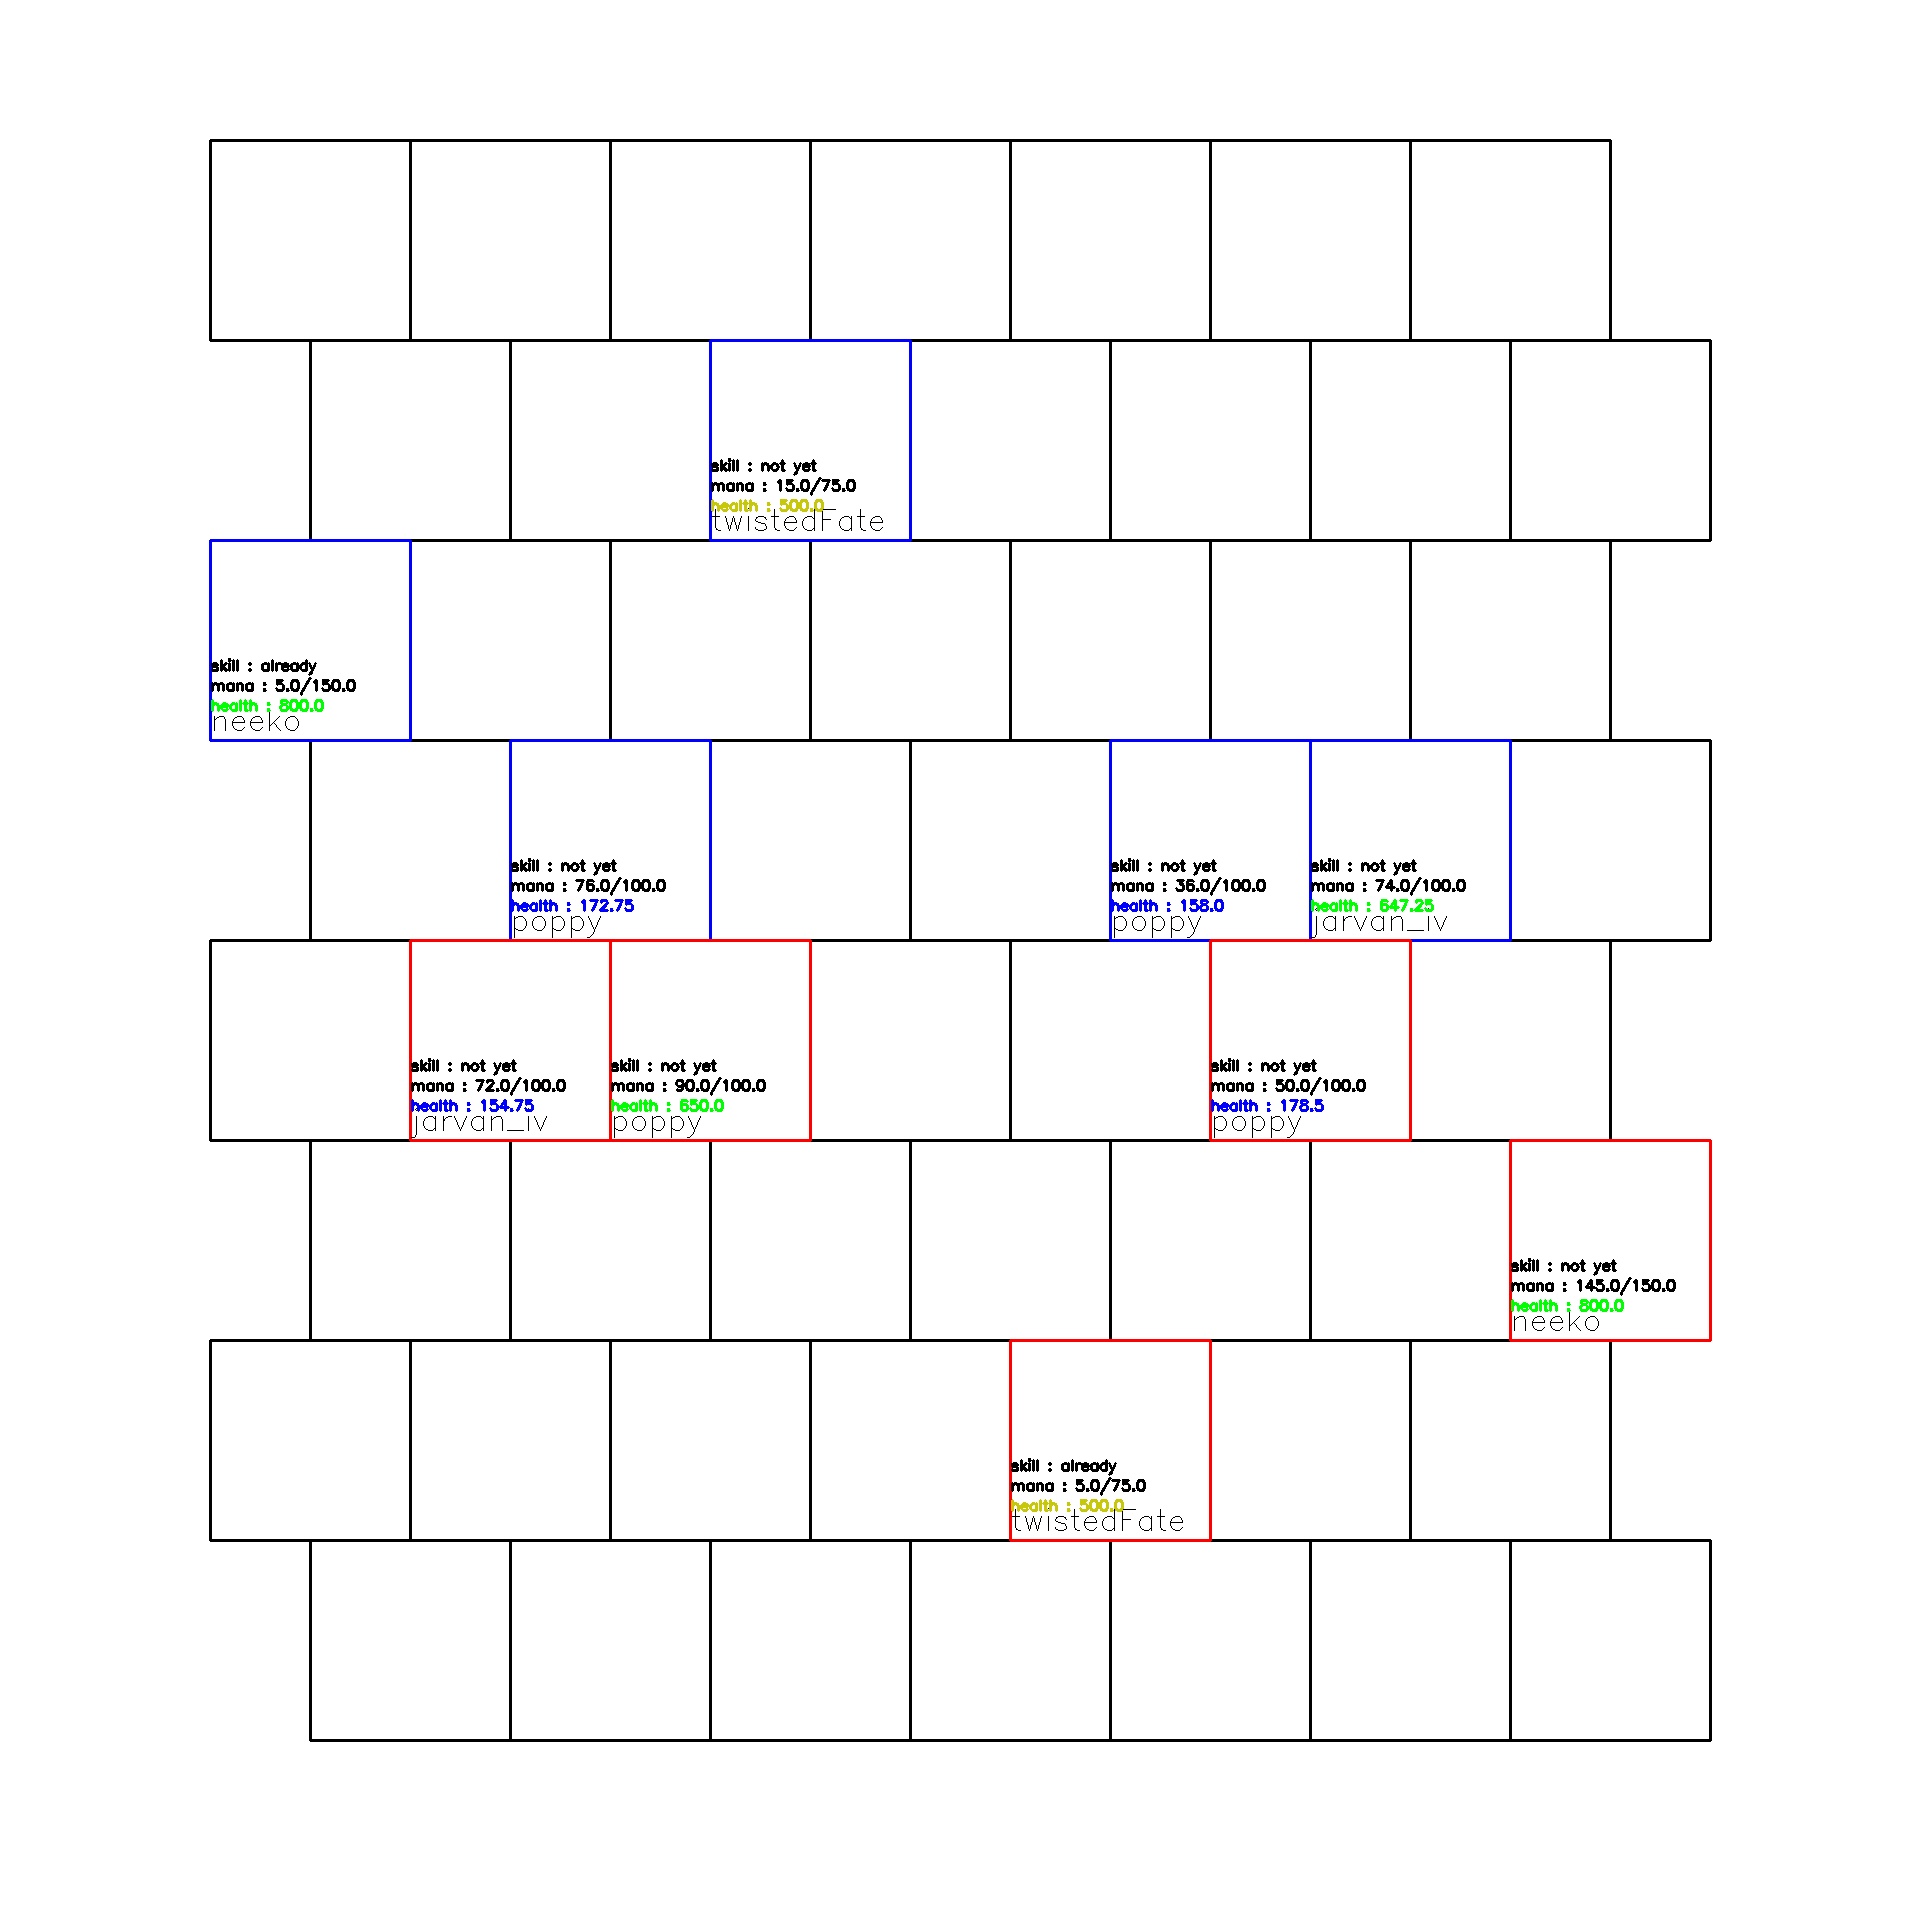 skill : not yet
mana : 15.0/75.0
health : 500.0
twistedFate
skill : already
mana : 5.0/150.0
health : 800.0
neeko
skill : not yet
mana : 76.0/100.0
health : 172.75
poppy
skill : not yet
mana : 36.0/100.0
health : 158.0
poppy
skill : not yet
mana : 74.0/100.0
health : 647.25
jarvan_iv
skill : not yet
mana : 72.0/100.0
health : 154.75
jarvan_iv
skill : not yet
mana : 90.0/100.0
health : 650.0
poppy
skill : not yet
mana : 50.0/100.0
health : 178.5
poppy
skill : not yet
mana : 145.0/150.0
health : 800.0
neeko
skill : already
mana : 5.0/75.0
health : 500.0
twistedFate